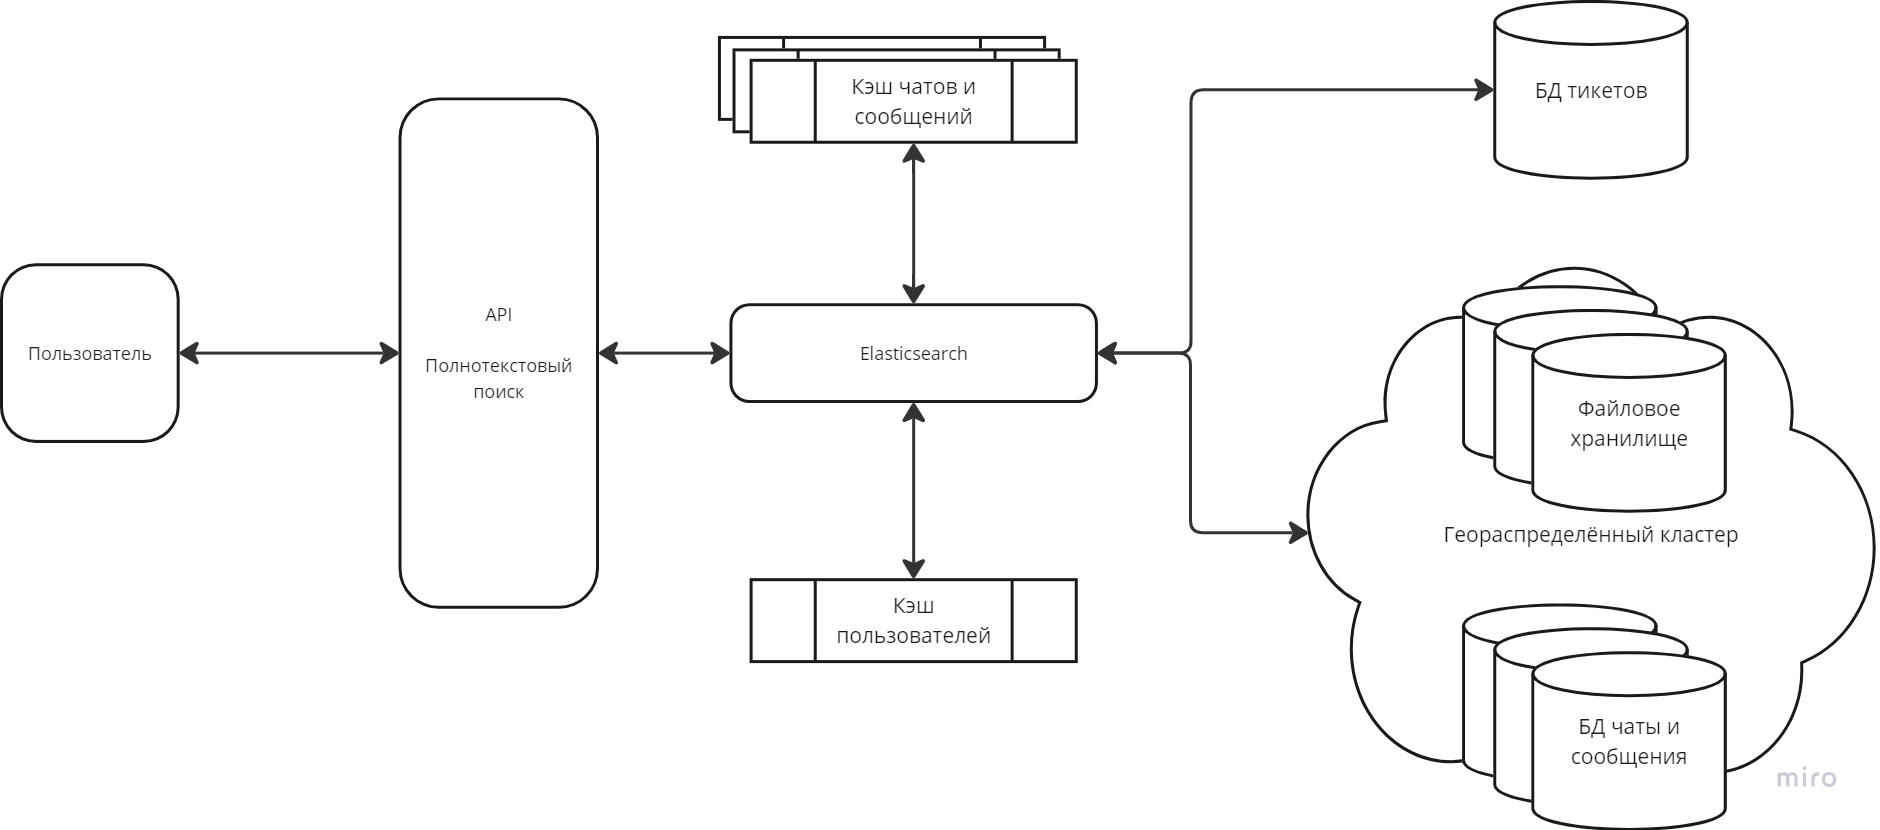 Пользователь
API
Полнотекстовый
поиск
Кэш чатов и
сообщений
Elasticsearch
Кэш
пользователей
БД тикетов
Файловое
хранилище
Геораспределённый кластер
БД чаты и
сообщения
miro